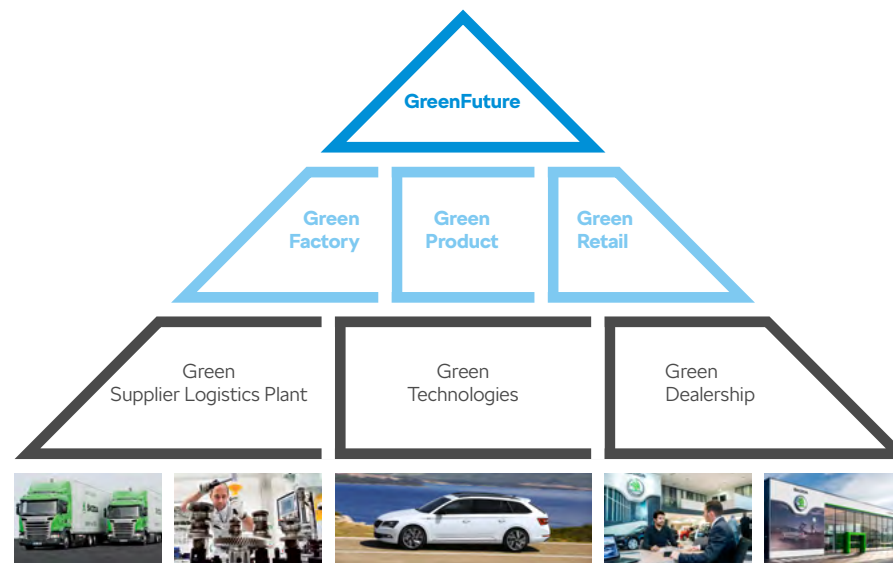 GreenFuture
Green
Factory
Green
Product
Green
Retail
Green
Supplier Logistics Plant
Green
Technologies
Green
Dealership